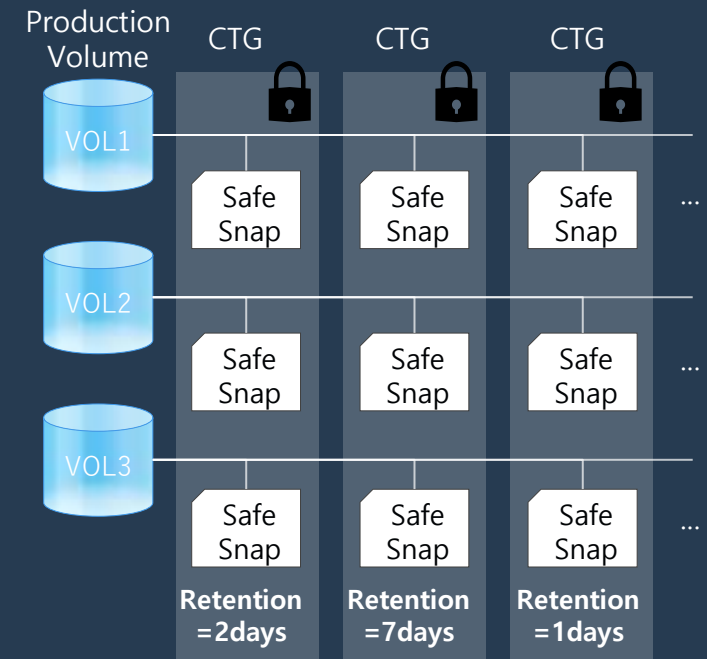 Production
Volume
CTG
CTG
CTG
VOL1
Safe
Snap
Safe
Snap
Safe
Snap
...
VOL2
Safe
Snap
Safe
Snap
Safe
Snap
...
VOL3
Safe
Snap
Safe
Snap
Safe
Snap
...
Retention
=2days
Retention
=7days
Retention
=1days